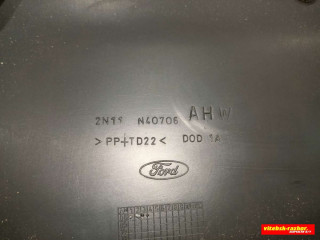 2N11 N40706 AHW
>PP+TD22< DOD 1A
Ford
vitebsk-razbor